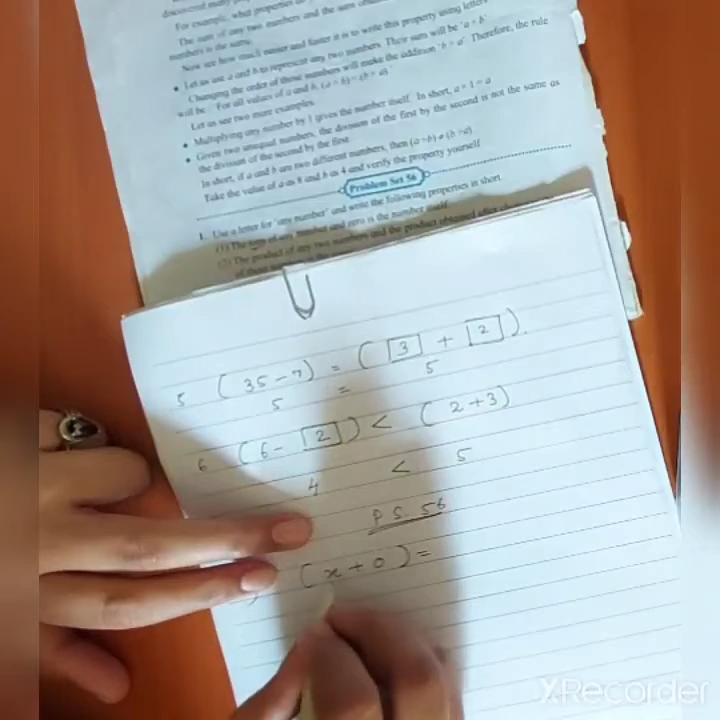 For example, what properties
The sum of any two numbers and the sum
numbers is the same.
Now see how much easier and faster it is to write this property using letters.
• Let us use a and b to represent any two numbers. Their sum will be 'a + b'.
Changing the order of those numbers will make the addition 'b + a'. Therefore, the rule
will be: For all values of a and b, (a + b) = (b + a)
Let us see two more examples.
• Multiplying any number by 1 gives the number itself. In short, a × 1 = a
• Given two unequal numbers, the division of the first by the second is not the same as
the division of the second by the first.
In short, if a and b are two different numbers, then (a ÷ b) ≠ (b ÷ a)
Take the value of a as 8 and b as 4 and verify the property yourself.
Problem Set 56
1. Use a letter for 'any number' and write the following properties in short.
(1) The sum of any number and zero is the number itself.
(2) The product of any two numbers and the product obtained after
of those
5 (35-7) = ( 3 + 2 ).
5 = 5
6 (6- 2 ) < ( 2+3)
4 < 5
P S. 56
(x+0) =
XRecorder